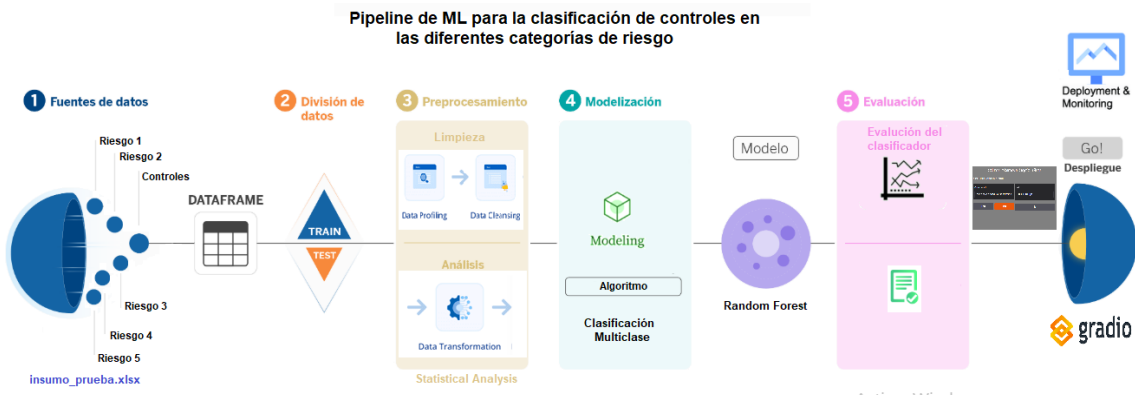 Pipeline de ML para la clasificación de controles en
las diferentes categorías de riesgo
1 Fuentes de datos
Riesgo 1
Riesgo 2
Controles
Riesgo 3
Riesgo 4
Riesgo 5
insumo_prueba.xlsx
DATAFRAME
2 División de
datos
TRAIN
TEST
3 Preprocesamiento
Limpieza
Data Profiling
Data Cleansing
Análisis
Data Transformation
Statistical Analysis
4 Modelización
Modeling
Algoritmo
Clasificación
Multiclase
Modelo
Random Forest
5 Evaluación
Evalución del
clasificador
Deployment &
Monitoring
Go!
Despliegue
gradio